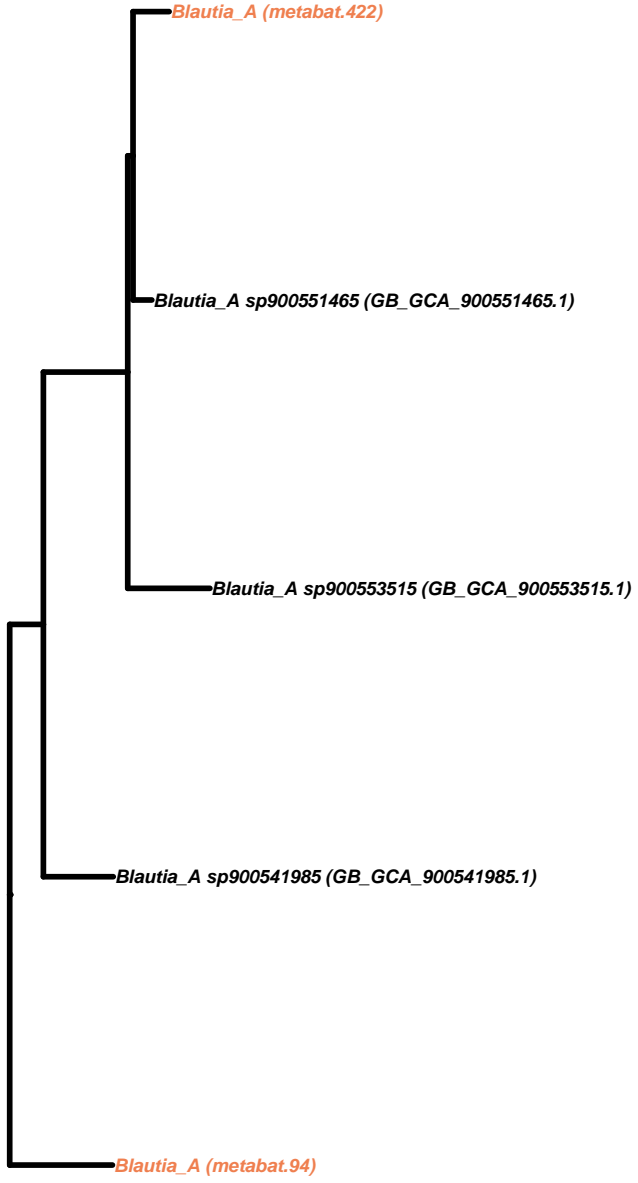 Blautia_A (metabat.422)
Blautia_A sp900551465 (GB_GCA_900551465.1)
Blautia_A sp900553515 (GB_GCA_900553515.1)
Blautia_A sp900541985 (GB_GCA_900541985.1)
Blautia_A (metabat.94)